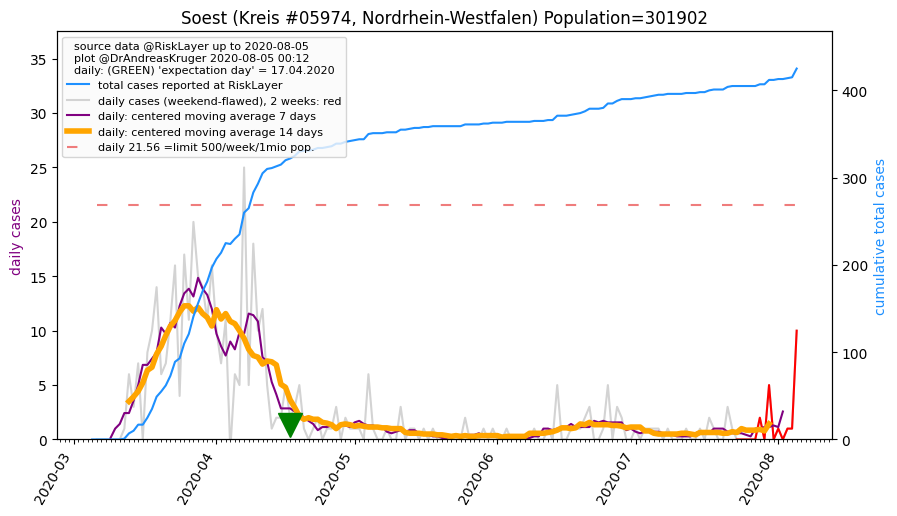 Soest (Kreis #05974, Nordrhein-Westfalen) Population=301902
source data @RiskLayer up to 2020-08-05
plot @DrAndreasKruger 2020-08-05 00:12
daily: (GREEN) 'expectation day' = 17.04.2020
total cases reported at RiskLayer
daily cases (weekend-flawed), 2 weeks: red
daily: centered moving average 7 days
daily: centered moving average 14 days
daily 21.56 =limit 500/week/1mio pop.
daily cases
35
30
25
20
15
10
5
0
cumulative total cases
400
300
200
100
0
2020-03
2020-04
2020-05
2020-06
2020-07
2020-08